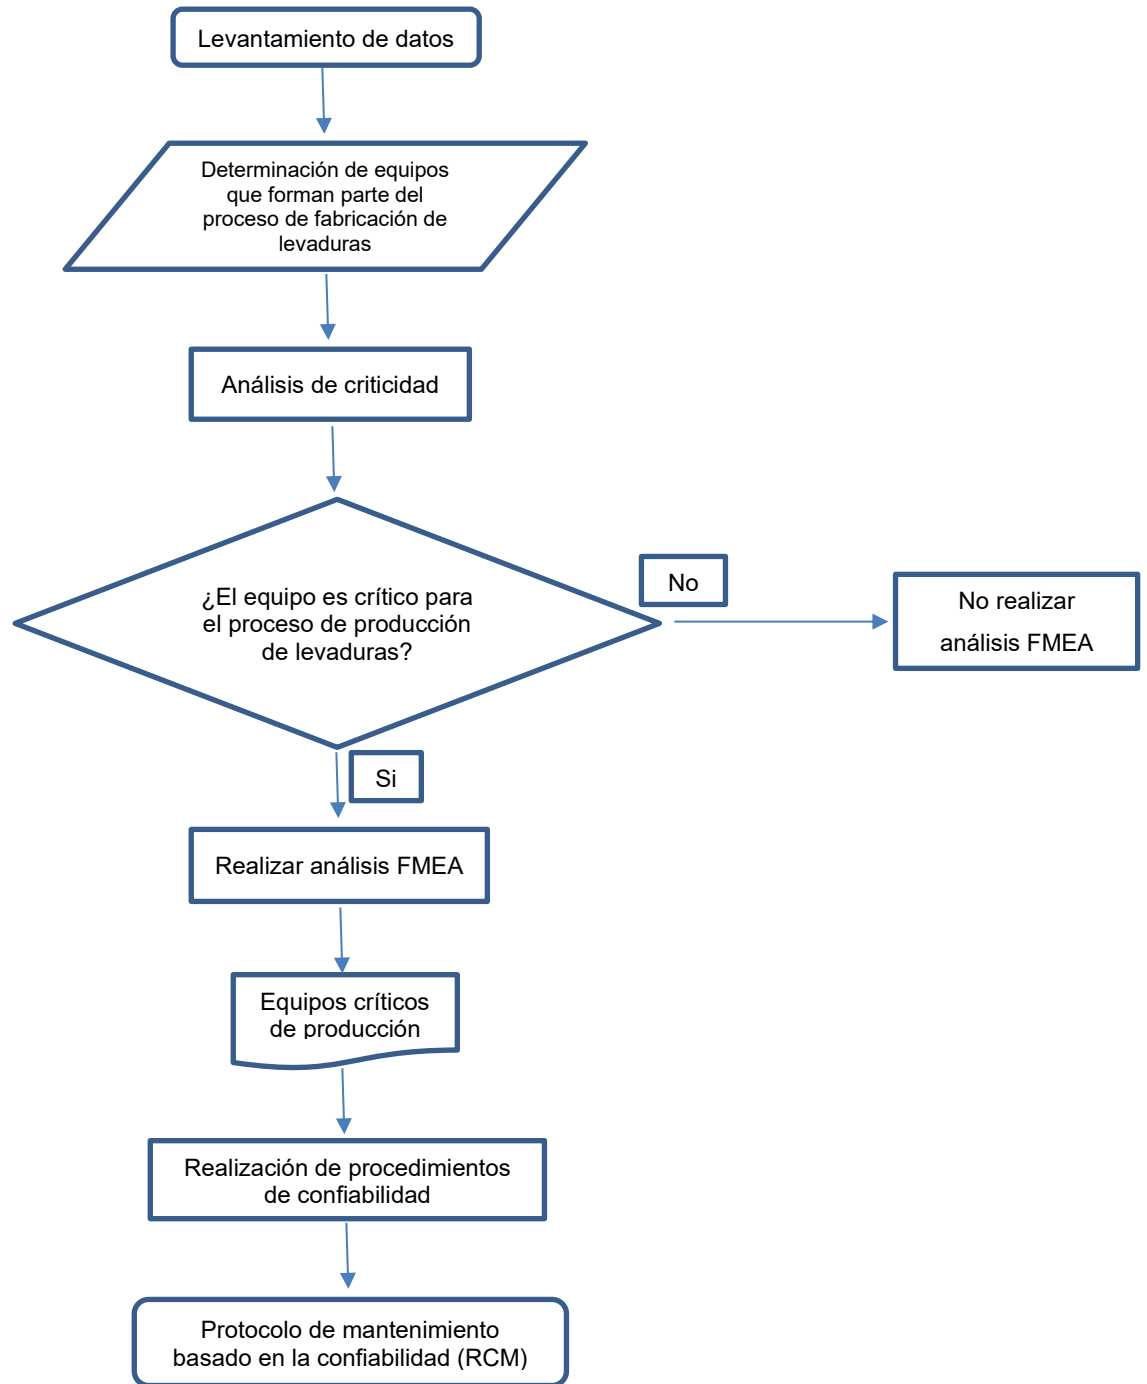 Levantamiento de datos
Determinación de equipos
que forman parte del
proceso de fabricación de
levaduras
Análisis de criticidad
¿El equipo es crítico para
el proceso de producción
de levaduras?
No
No realizar
análisis FMEA
Si
Realizar análisis FMEA
Equipos críticos
de producción
Realización de procedimientos
de confiabilidad
Protocolo de mantenimiento
basado en la confiabilidad (RCM)